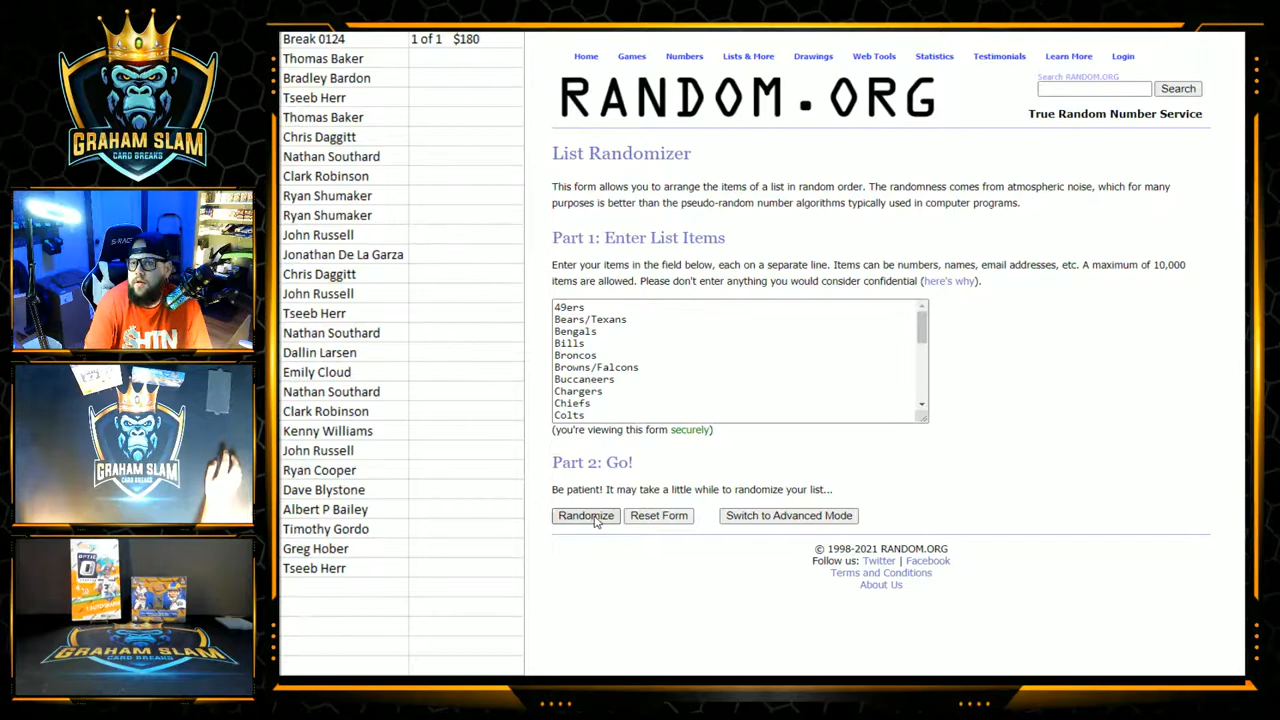 Break 0124 1 of 1 $180
Thomas Baker
Bradley Bardon
Tseeb Herr
Thomas Baker
Chris Daggitt
Nathan Southard
Clark Robinson
Ryan Shumaker
Ryan Shumaker
John Russell
Jonathan De La Garza
Chris Daggitt
John Russell
Tseeb Herr
Nathan Southard
Dallin Larsen
Emily Cloud
Nathan Southard
Clark Robinson
Kenny Williams
John Russell
Ryan Cooper
Dave Blystone
Albert P Bailey
Timothy Gordo
Greg Hober
Tseeb Herr
Home Games Numbers Lists & More Drawings Web Tools Statistics Testimonials Learn More Login
RANDOM.ORG
Search RANDOM.ORG
Search
True Random Number Service
List Randomizer
This form allows you to arrange the items of a list in random order. The randomness comes from atmospheric noise, which for many
purposes is better than the pseudo-random number algorithms typically used in computer programs.
Part 1: Enter List Items
Enter your items in the field below, each on a separate line. Items can be numbers, names, email addresses, etc. A maximum of 10,000
items are allowed. Please don't enter anything you would consider confidential (here's why).
49ers
Bears/Texans
Bengals
Bills
Broncos
Browns/Falcons
Buccaneers
Chargers
Chiefs
Colts
(you're viewing this form securely)
Part 2: Go!
Be patient! It may take a little while to randomize your list...
Randomize Reset Form Switch to Advanced Mode
© 1998-2021 RANDOM.ORG
Follow us: Twitter | Facebook
Terms and Conditions
About Us
GRAHAM SLAM
CARD BREAKS
GRAHAM SLAM
CARD BREAKS
OPTIC
GRAHAM SLAM
CARD BREAKS